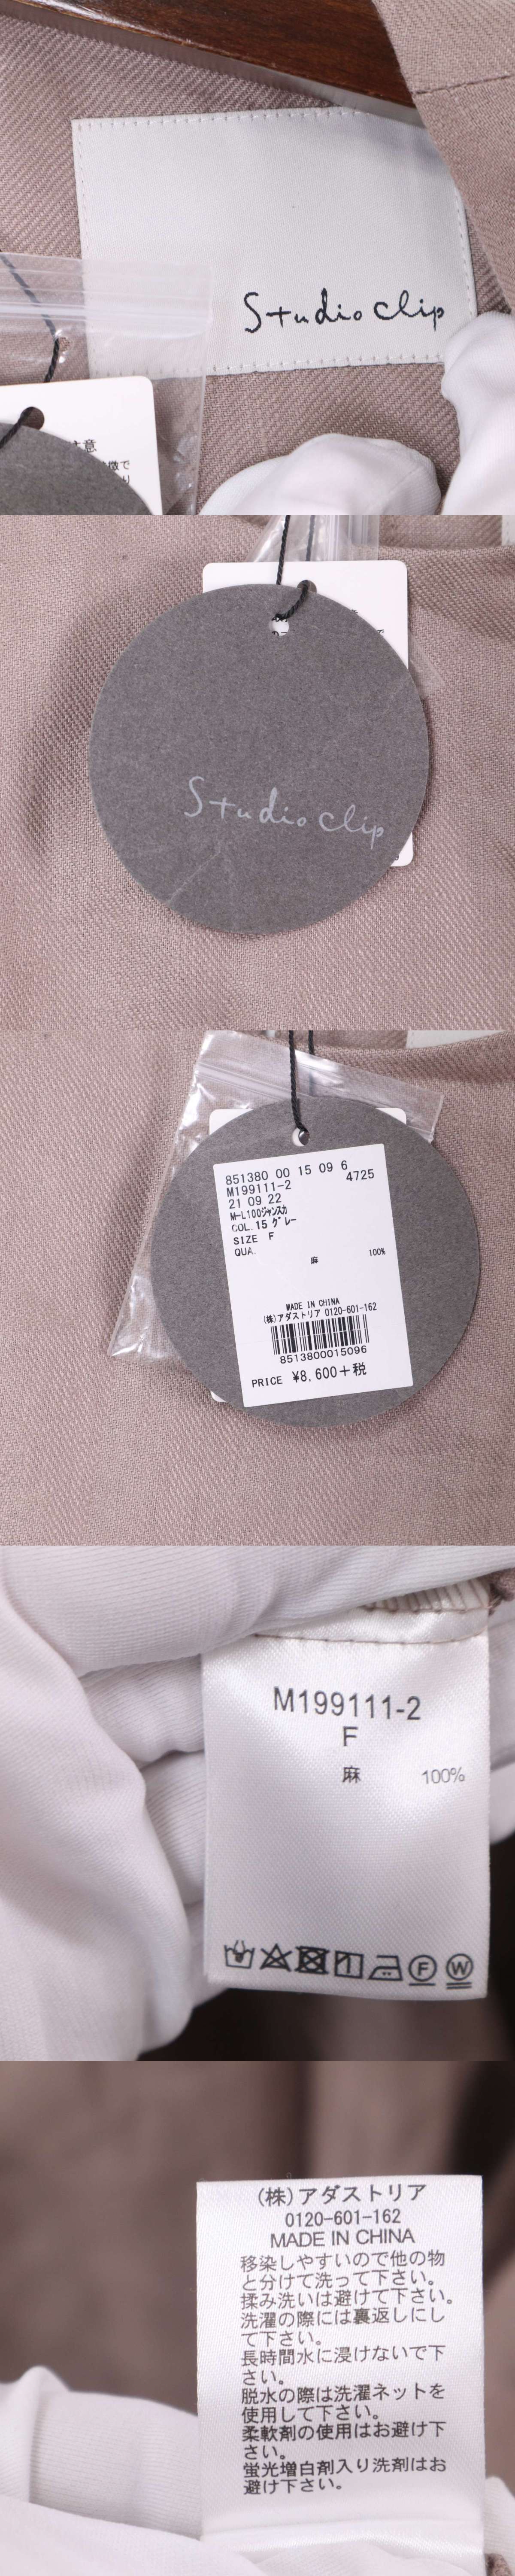 Studio clip
意
徴で
り
Studio clip
851380 00 15 09 6
M199111-2 4725
21 09 22
M-L100ジャンスカ
COL. 15 グレー
SIZE F
QUA.
麻 100%
MADE IN CHINA
(株)アダストリア 0120-601-162
8513800015096
PRICE ¥8,600+税
M199111-2
F
麻 100%
F W
(株)アダストリア
0120-601-162
MADE IN CHINA
移染しやすいので他の物
と分けて洗って下さい。
揉み洗いは避けて下さい。
洗濯の際には裏返しにし
て下さい。
長時間水に浸けないで下
さい。
脱水の際は洗濯ネットを
使用して下さい。
柔軟剤の使用はお避け下
さい。
蛍光増白剤入り洗剤はお
避け下さい。